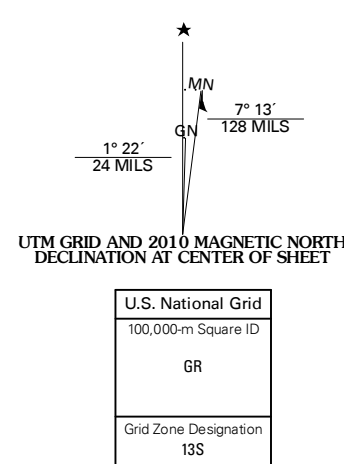 ★
MN
7° 13´
128 MILS
GN
1° 22´
24 MILS
UTM GRID AND 2010 MAGNETIC NORTH
DECLINATION AT CENTER OF SHEET
U.S. National Grid
100,000-m Square ID
GR
Grid Zone Designation
13S